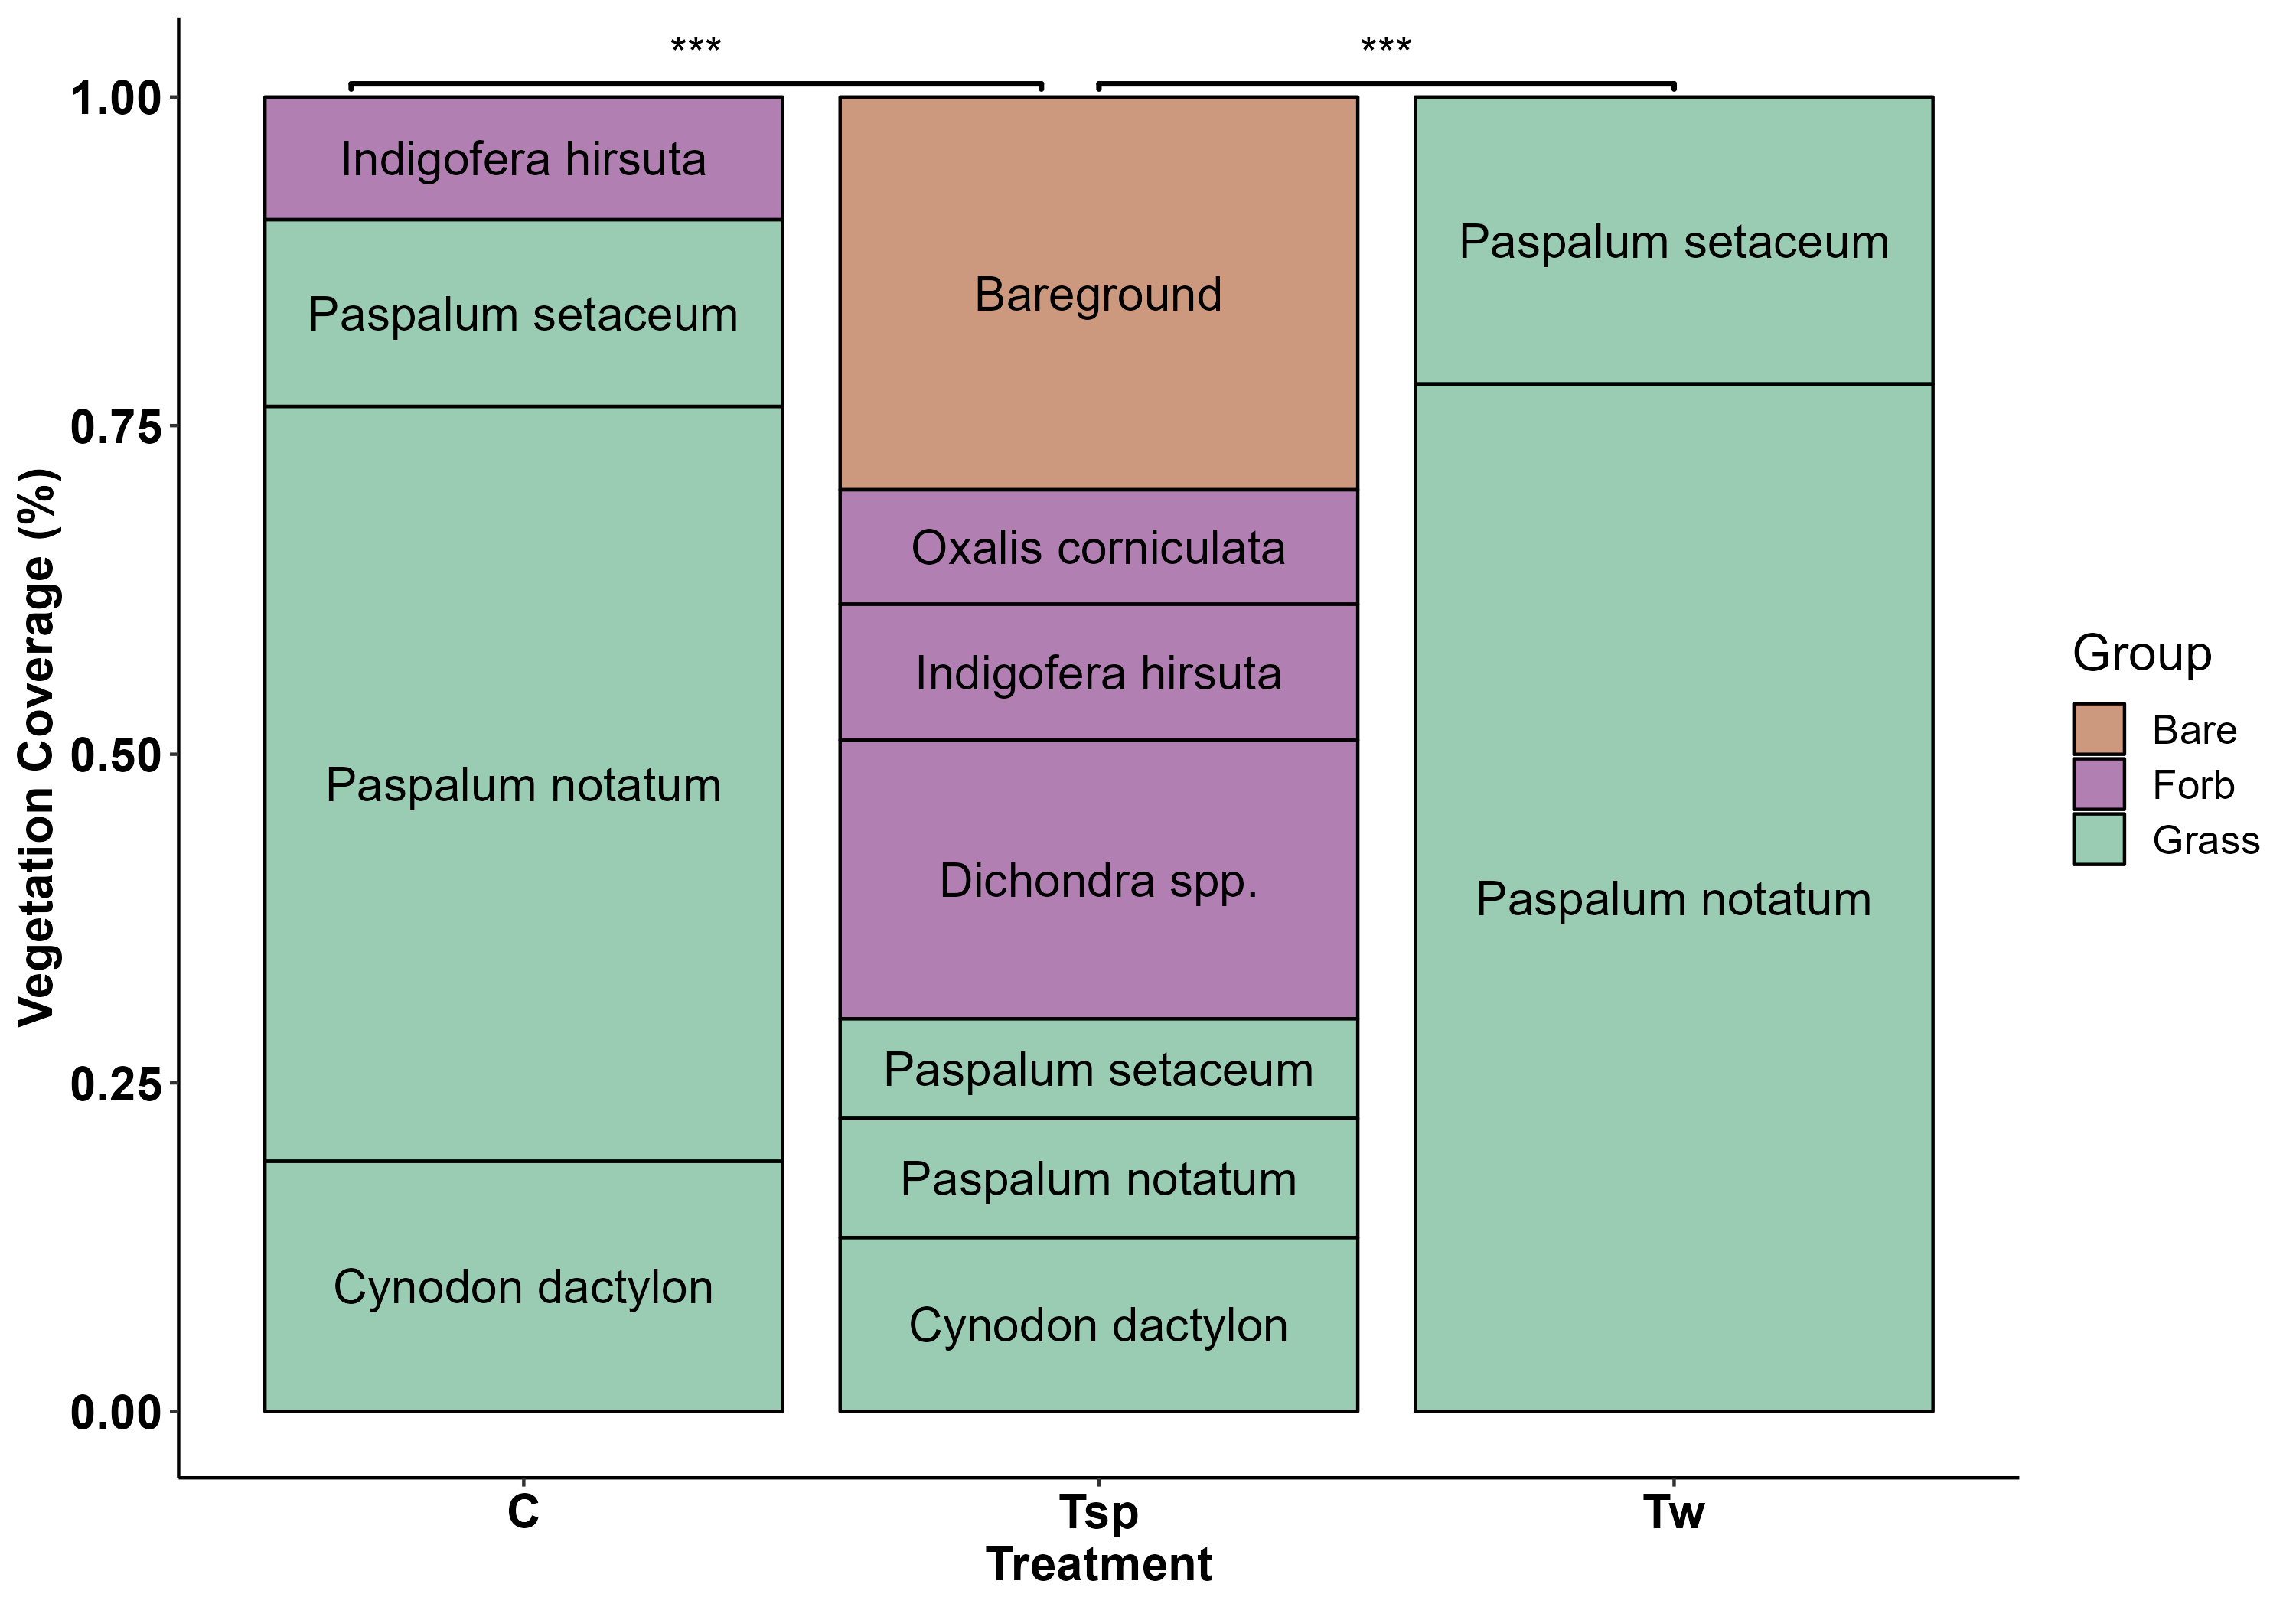 *** ***
1.00
0.75
0.50
0.25
0.00
Vegetation Coverage (%)
Indigofera hirsuta
Paspalum setaceum
Paspalum notatum
Cynodon dactylon
Bareground
Oxalis corniculata
Indigofera hirsuta
Dichondra spp.
Paspalum setaceum
Paspalum notatum
Cynodon dactylon
Paspalum setaceum
Paspalum notatum
C Tsp Tw
Treatment
Group
Bare
Forb
Grass